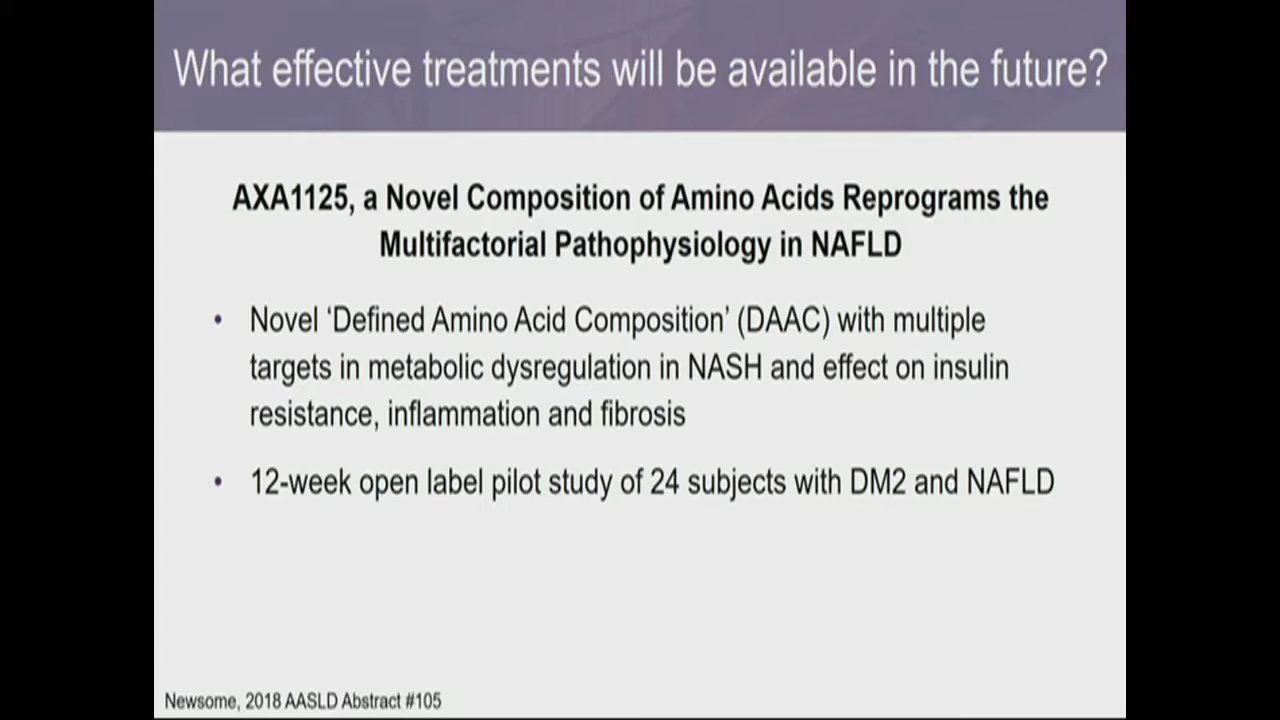 What effective treatments will be available in the future?
AXA1125, a Novel Composition of Amino Acids Reprograms the
Multifactorial Pathophysiology in NAFLD
• Novel ‘Defined Amino Acid Composition’ (DAAC) with multiple
targets in metabolic dysregulation in NASH and effect on insulin
resistance, inflammation and fibrosis
• 12-week open label pilot study of 24 subjects with DM2 and NAFLD
Newsome, 2018 AASLD Abstract #105